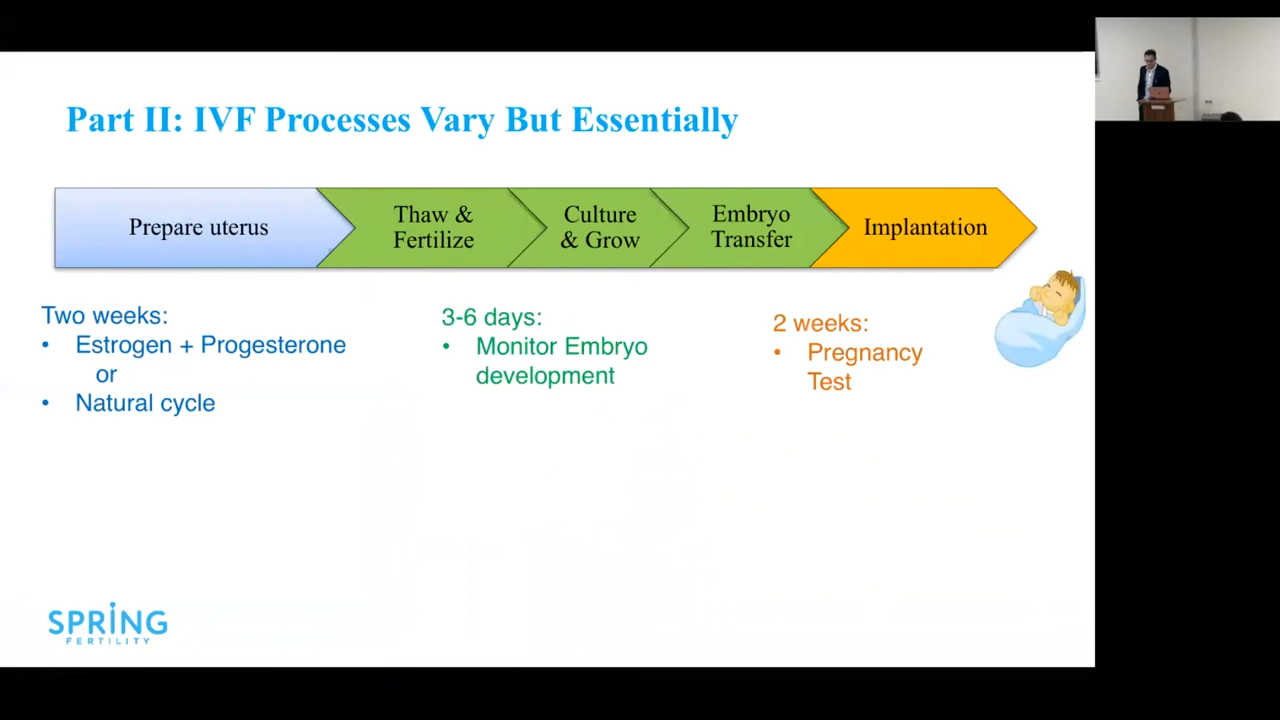 Part II: IVF Processes Vary But Essentially
Prepare uterus
Thaw &
Fertilize
Culture
& Grow
Embryo
Transfer
Implantation
Two weeks:
• Estrogen + Progesterone
or
• Natural cycle
3-6 days:
• Monitor Embryo
development
2 weeks:
• Pregnancy
Test
SPRING
FERTILITY